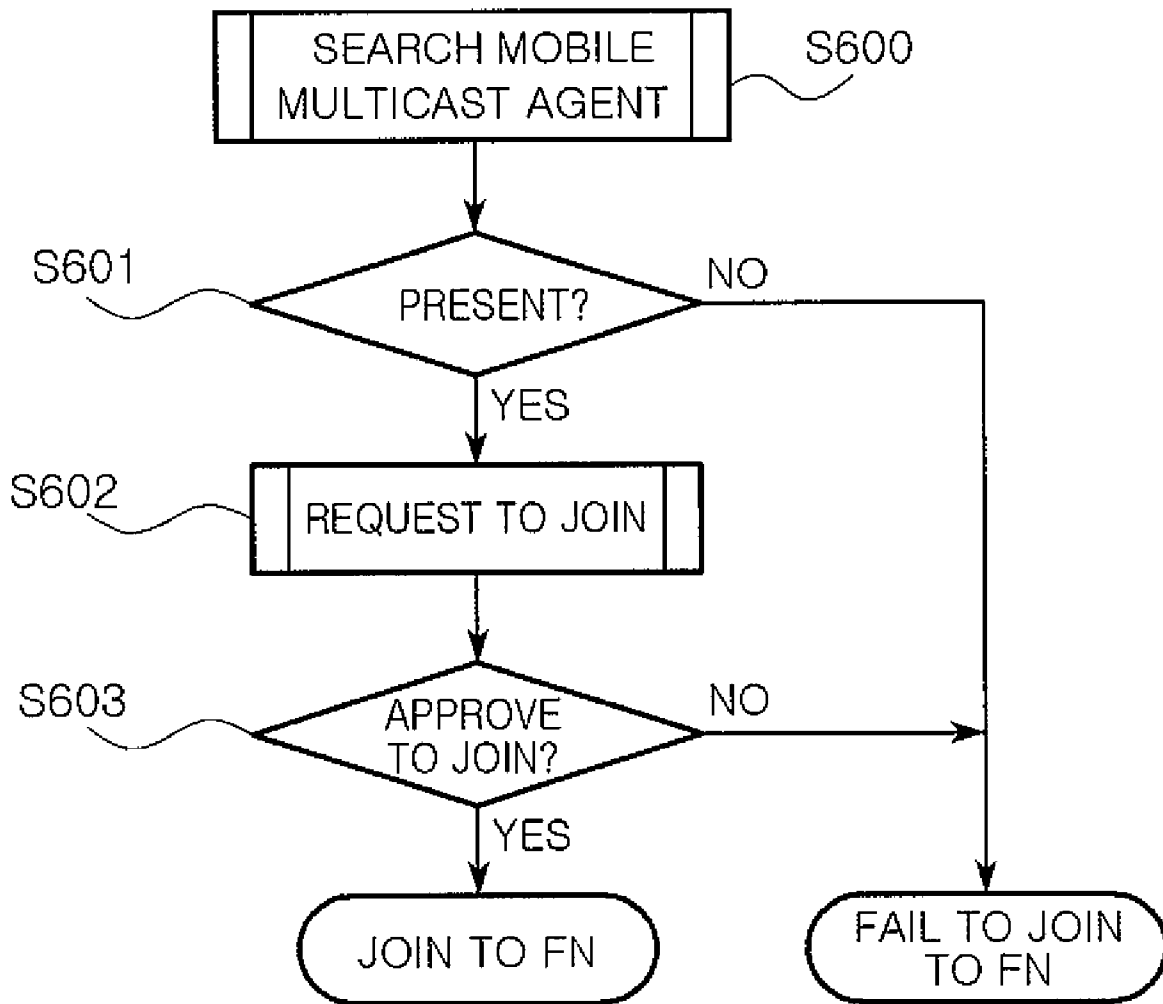 SEARCH MOBILE
MULTICAST AGENT
S600
S601
PRESENT?
NO
YES
S602
REQUEST TO JOIN
S603
APPROVE
TO JOIN?
NO
YES
JOIN TO FN
FAIL TO JOIN
TO FN